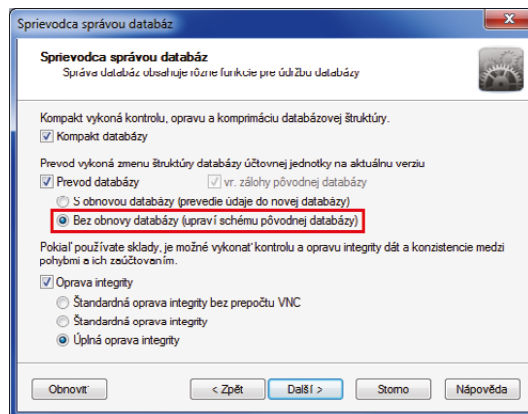 Sprievodca správou databáz
Sprievodca správou databáz
Správa databáz obsahuje rôzne funkcie pre údržbu databázy
Kompakt vykoná kontrolu, opravu a komprimáciu databázovej štruktúry.
Kompakt databázy
Prevod vykoná zmenu štruktúry databázy účtovnej jednotky na aktuálnu verziu
Prevod databázy vr. zálohy pôvodnej databázy
S obnovou databázy (prevedie údaje do novej databázy)
Bez obnovy databázy (upraví schému pôvodnej databázy)
Pokiaľ používate sklady, je možné vykonať kontrolu a opravu integrity dát a konzistencie medzi
pohybmi a ich zaúčtovaním.
Oprava integrity
Štandardná oprava integrity bez prepočtu VNC
Štandardná oprava integrity
Úplná oprava integrity
Obnoviť < Zpět Další > Storno Nápověda